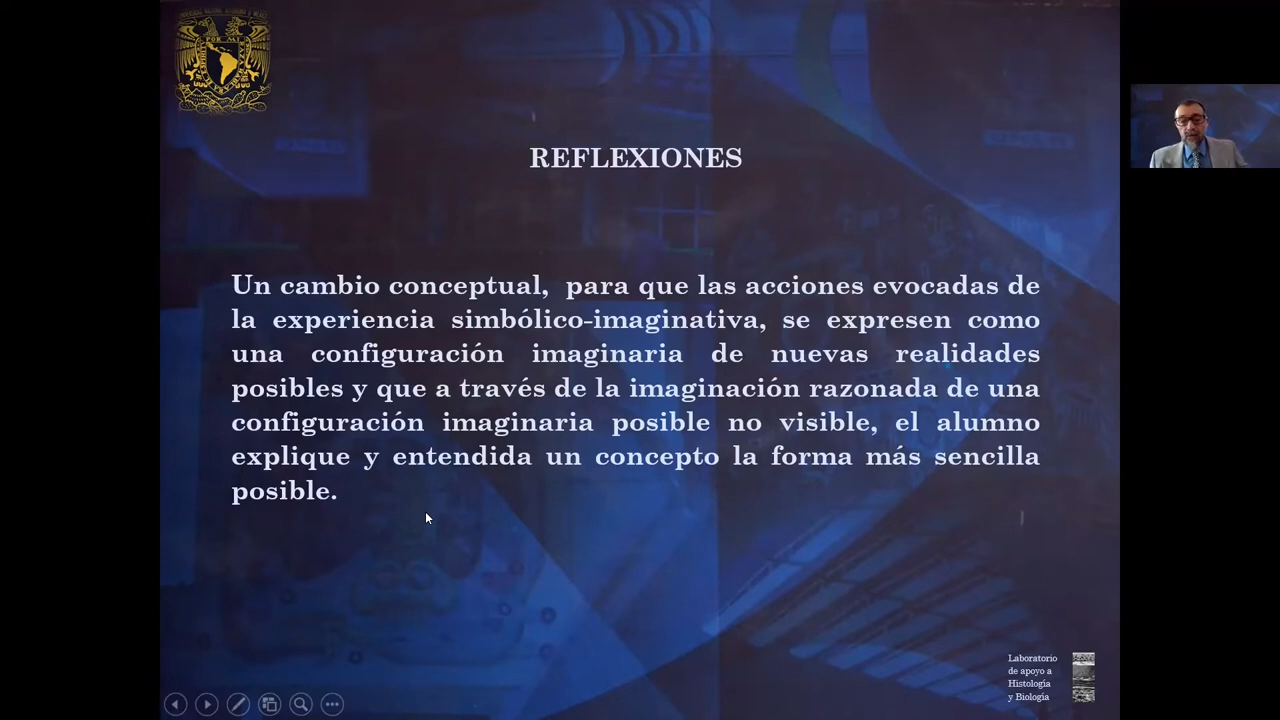 REFLEXIONES
Un cambio conceptual, para que las acciones evocadas de
la experiencia simbólico-imaginativa, se expresen como
una configuración imaginaria de nuevas realidades
posibles y que a través de la imaginación razonada de una
configuración imaginaria posible no visible, el alumno
explique y entendida un concepto la forma más sencilla
posible.
Laboratorio
de apoyo a
Histología
y Biología